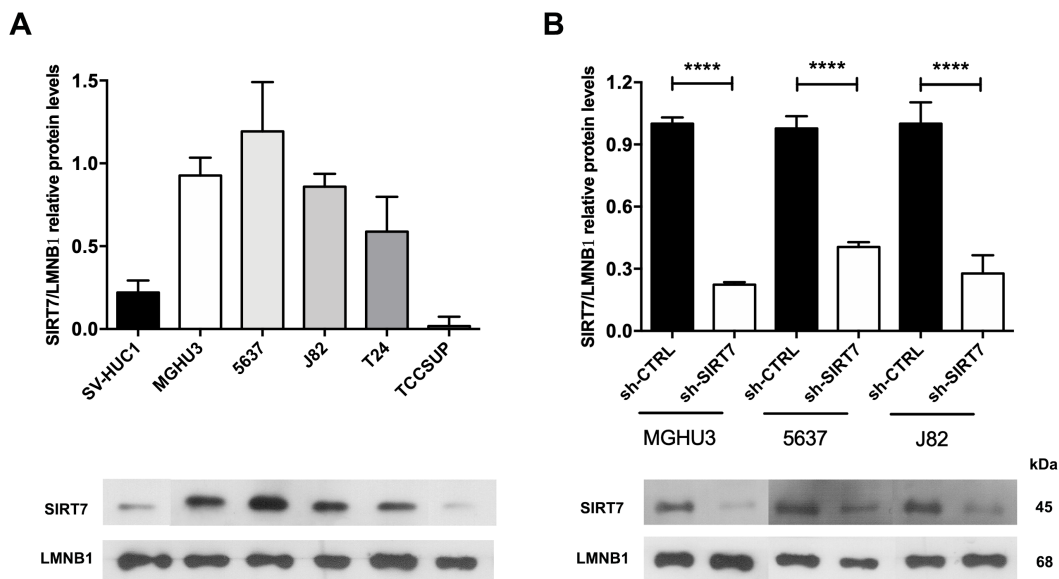 A
SIRT7/LMNB1 relative protein levels
1.5
1.0
0.5
0.0
SV-HUC1
MGHU3
5637
J82
T24
TCCSUP
SIRT7
LMNB1
B
SIRT7/LMNB1 relative protein levels
1.2
0.9
0.6
0.3
0.0
**** **** ****
sh-CTRL
sh-SIRT7
sh-CTRL
sh-SIRT7
sh-CTRL
sh-SIRT7
MGHU3 5637 J82
kDa
SIRT7 45
LMNB1 68